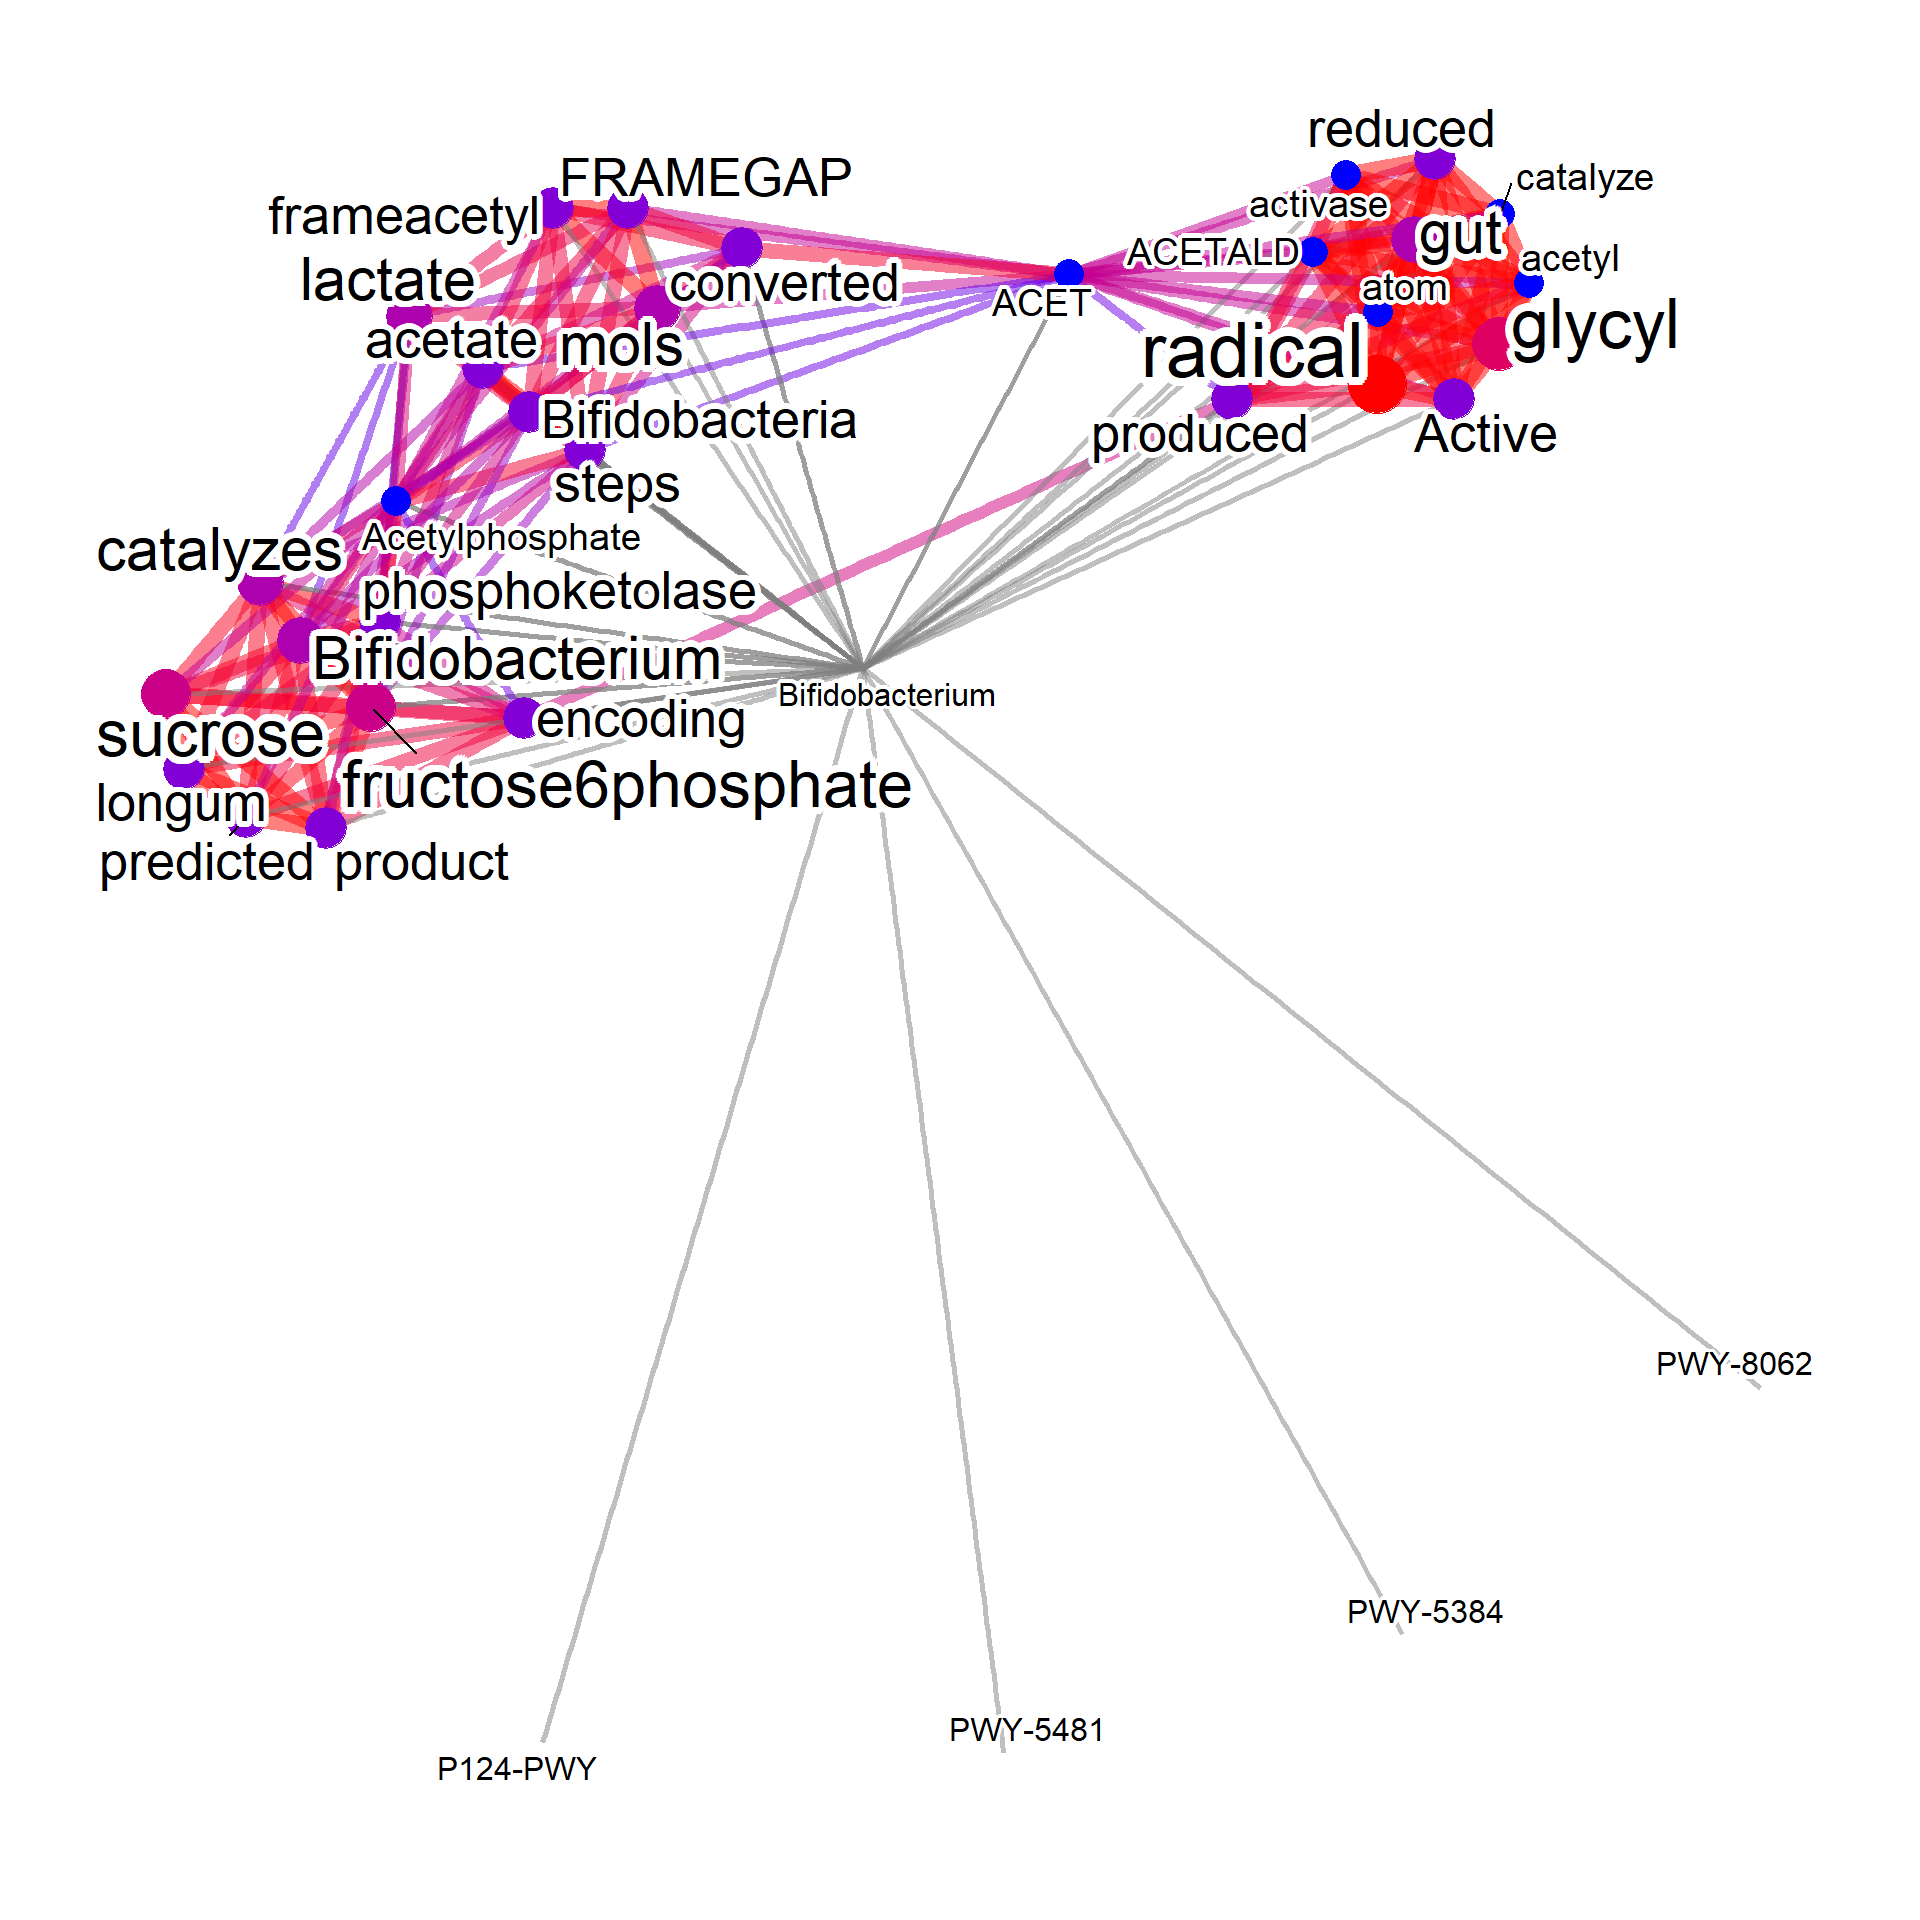 reduced
FRAMEGAP
catalyze
frameacetyl
activase
gut
ACETALD
acetyl
lactate
converted
atom
ACET
glycyl
acetate
mols
radical
Bifidobacteria
produced
Active
steps
Acetylphosphate
catalyzes
phosphoketolase
Bifidobacterium
Bifidobacterium
encoding
sucrose
fructose6phosphate
longum
predicted
product
PWY-8062
PWY-5384
PWY-5481
P124-PWY